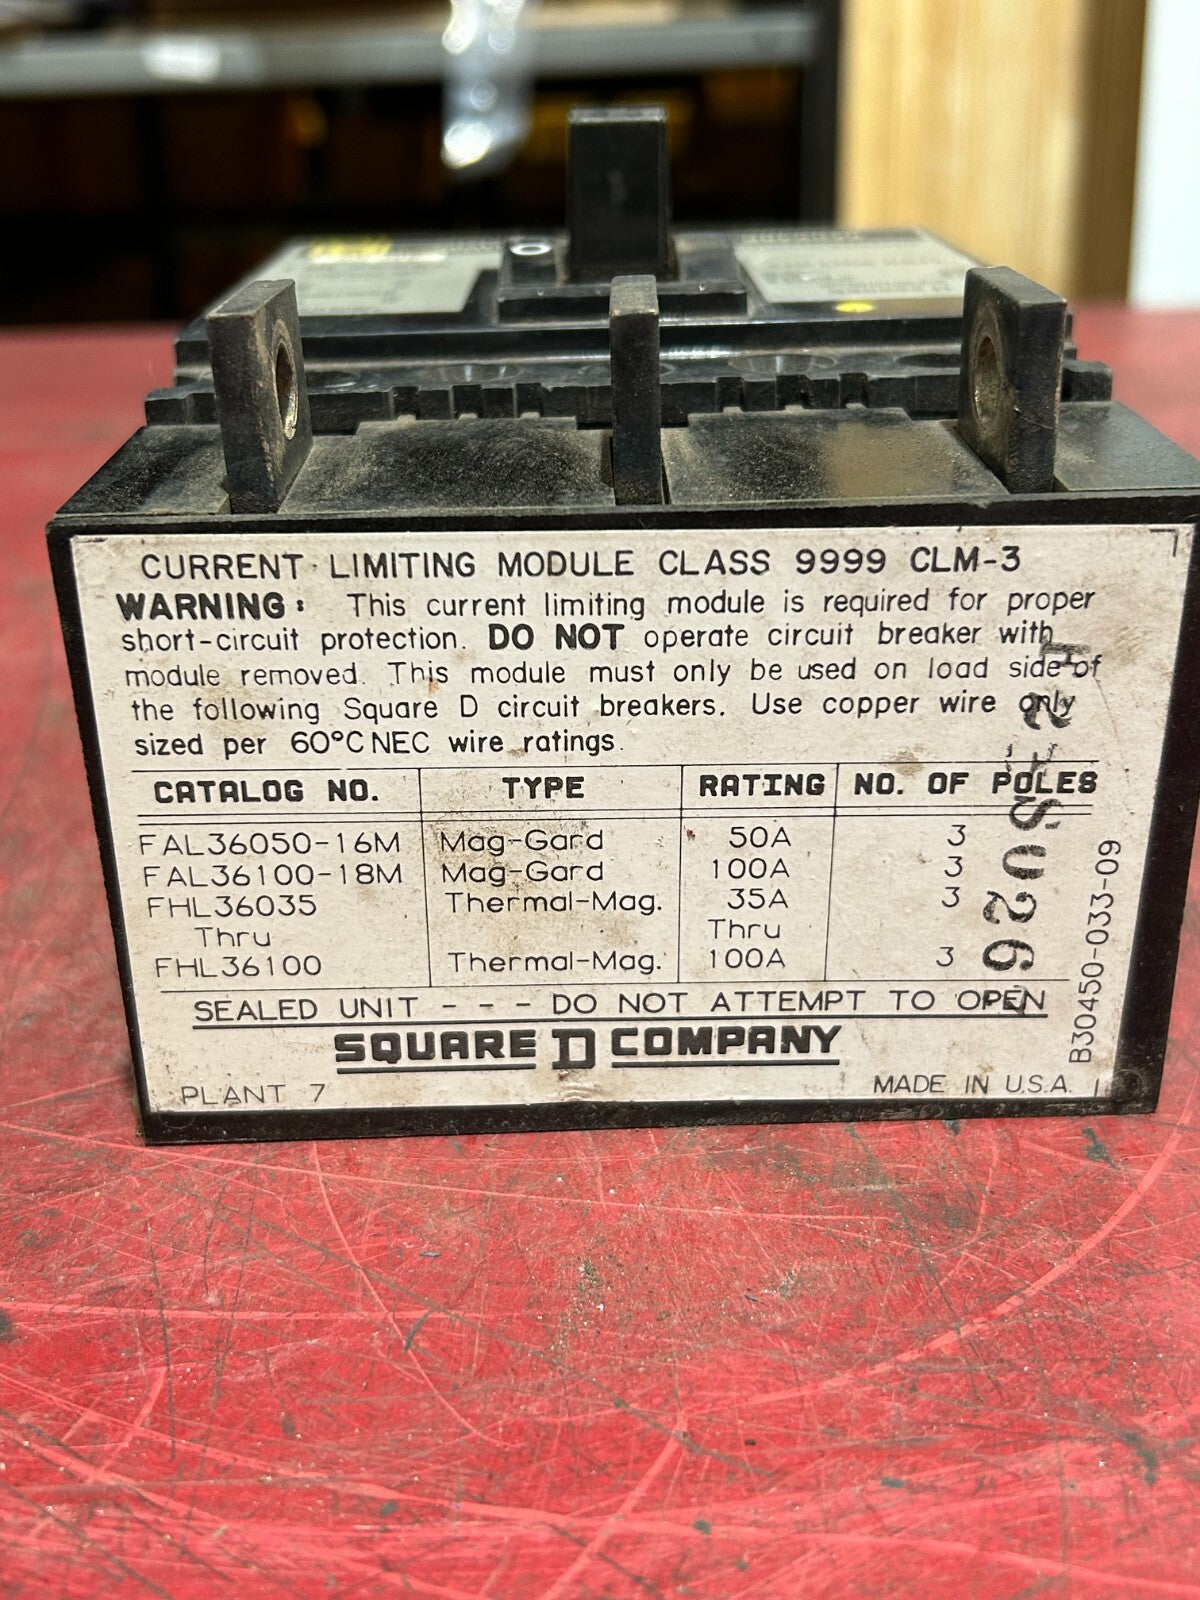 CURRENT LIMITING MODULE CLASS 9999 CLM-3
WARNING: This current limiting module is required for proper
short-circuit protection. DO NOT operate circuit breaker with
module removed. This module must only be used on load side of
the following Square D circuit breakers. Use copper wire only
sized per 60°C NEC wire ratings.
CATALOG NO. TYPE RATING NO. OF POLES
FAL36050-16M Mag-Gard 50A 3
FAL36100-18M Mag-Gard 100A 3
FHL36035 Thermal-Mag. 35A 3
Thru Thru
FHL36100 Thermal-Mag. 100A 3
SEALED UNIT --- DO NOT ATTEMPT TO OPEN
SQUARE D COMPANY
PLANT 7 MADE IN U.S.A.
B30450-033-09